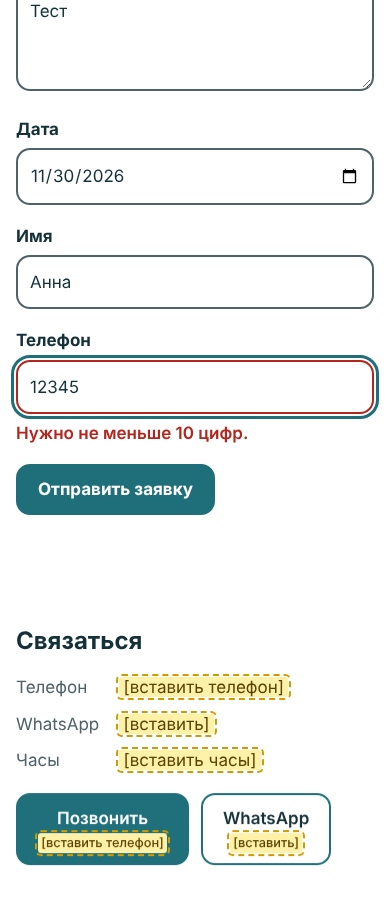 Тест
Дата
11/30/2026
Имя
Анна
Телефон
12345
Нужно не меньше 10 цифр.
Отправить заявку
Связаться
Телефон [вставить телефон]
WhatsApp [вставить]
Часы [вставить часы]
Позвонить
[вставить телефон]
WhatsApp
[вставить]